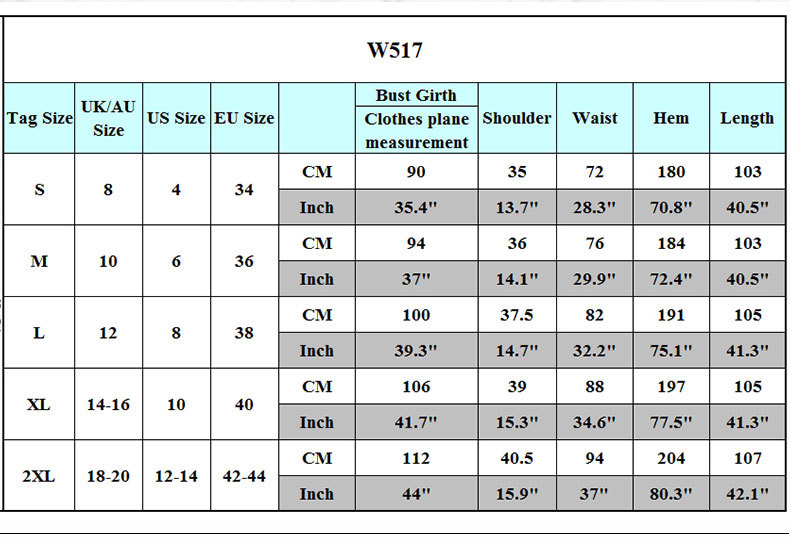 W517
Tag Size UK/AU Size US Size EU Size Bust Girth Clothes plane measurement Shoulder Waist Hem Length
S 8 4 34 CM 90 35 72 180 103
Inch 35.4" 13.7" 28.3" 70.8" 40.5"
M 10 6 36 CM 94 36 76 184 103
Inch 37" 14.1" 29.9" 72.4" 40.5"
L 12 8 38 CM 100 37.5 82 191 105
Inch 39.3" 14.7" 32.2" 75.1" 41.3"
XL 14-16 10 40 CM 106 39 88 197 105
Inch 41.7" 15.3" 34.6" 77.5" 41.3"
2XL 18-20 12-14 42-44 CM 112 40.5 94 204 107
Inch 44" 15.9" 37" 80.3" 42.1"